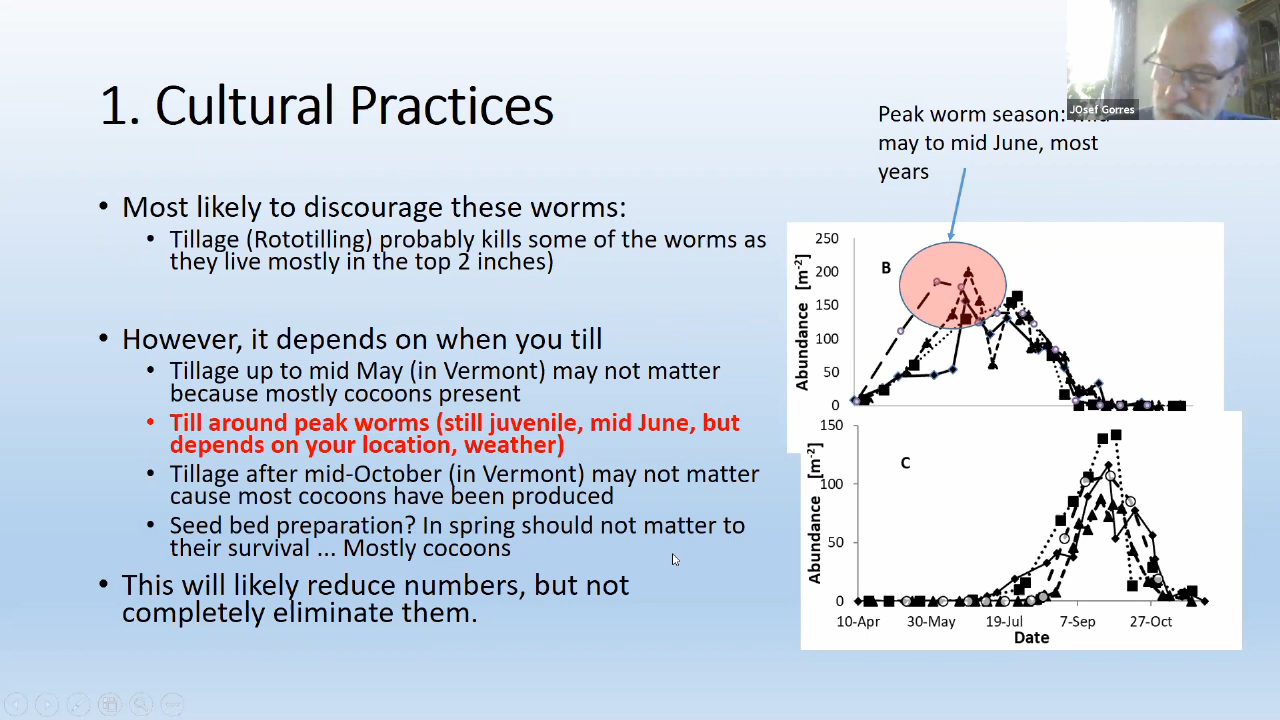 1. Cultural Practices
JOsef Gorres
Peak worm season: mid
may to mid June, most
years
• Most likely to discourage these worms:
• Tillage (Rototilling) probably kills some of the worms as
they live mostly in the top 2 inches)
• However, it depends on when you till
• Tillage up to mid May (in Vermont) may not matter
because mostly cocoons present
• Till around peak worms (still juvenile, mid June, but
depends on your location, weather)
• Tillage after mid-October (in Vermont) may not matter
cause most cocoons have been produced
• Seed bed preparation? In spring should not matter to
their survival ... Mostly cocoons
• This will likely reduce numbers, but not
completely eliminate them.
Abundance [m-2]
250
200
150
100
50
0
B
Abundance [m-2]
150
100
50
0
C
10-Apr 30-May 19-Jul 7-Sep 27-Oct
Date